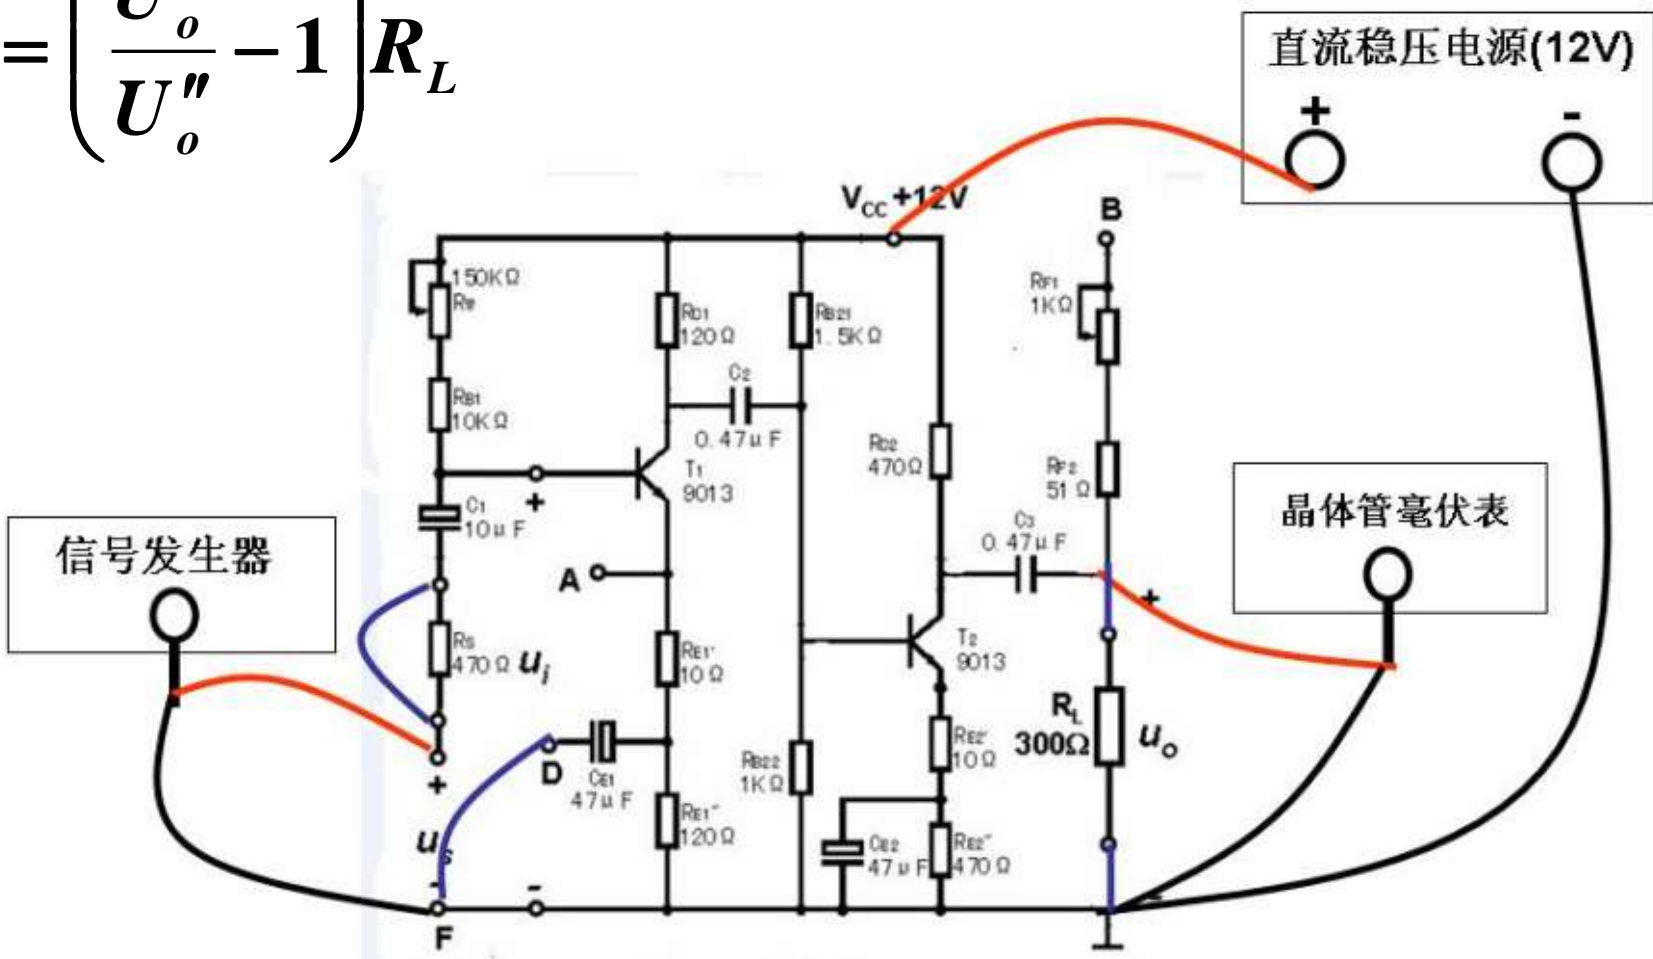 = ( U_o / U″_o − 1 ) R_L
直流稳压电源(12V)
+ -
V_CC +12V
B
150KΩ
R_W
R_C1
120Ω
R_B21
1.5KΩ
R_F1
1KΩ
R_B1
10KΩ
C_2
0.47μF
R_C2
470Ω
R_F2
51Ω
T_1
9013
+
C_1
10μF
C_3
0.47μF
晶体管毫伏表
信号发生器
A
+
R_S
470Ω
u_i
R_E1′
10Ω
T_2
9013
R_L
300Ω
u_o
R_E2′
10Ω
D
C_E1
47μF
R_B22
1KΩ
+
R_E1″
120Ω
u_s
C_E2
47μF
R_E2″
470Ω
-
-
-
F